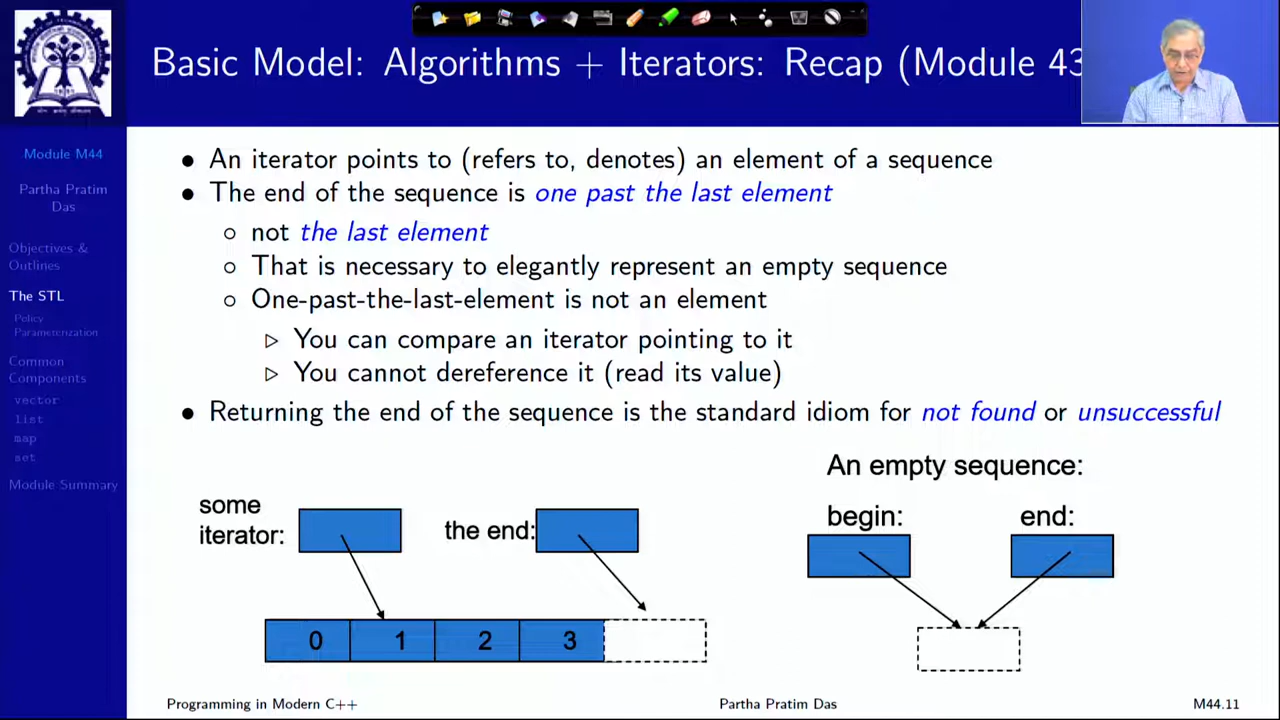 Basic Model: Algorithms + Iterators: Recap (Module 43
Module M44
Partha Pratim
Das
Objectives &
Outlines
The STL
Policy
Parameterization
Common
Components
vector
list
map
set
Module Summary
• An iterator points to (refers to, denotes) an element of a sequence
• The end of the sequence is one past the last element
○ not the last element
○ That is necessary to elegantly represent an empty sequence
○ One-past-the-last-element is not an element
▷ You can compare an iterator pointing to it
▷ You cannot dereference it (read its value)
• Returning the end of the sequence is the standard idiom for not found or unsuccessful
some
iterator:
the end:
0 1 2 3
An empty sequence:
begin: end:
Programming in Modern C++ Partha Pratim Das M44.11